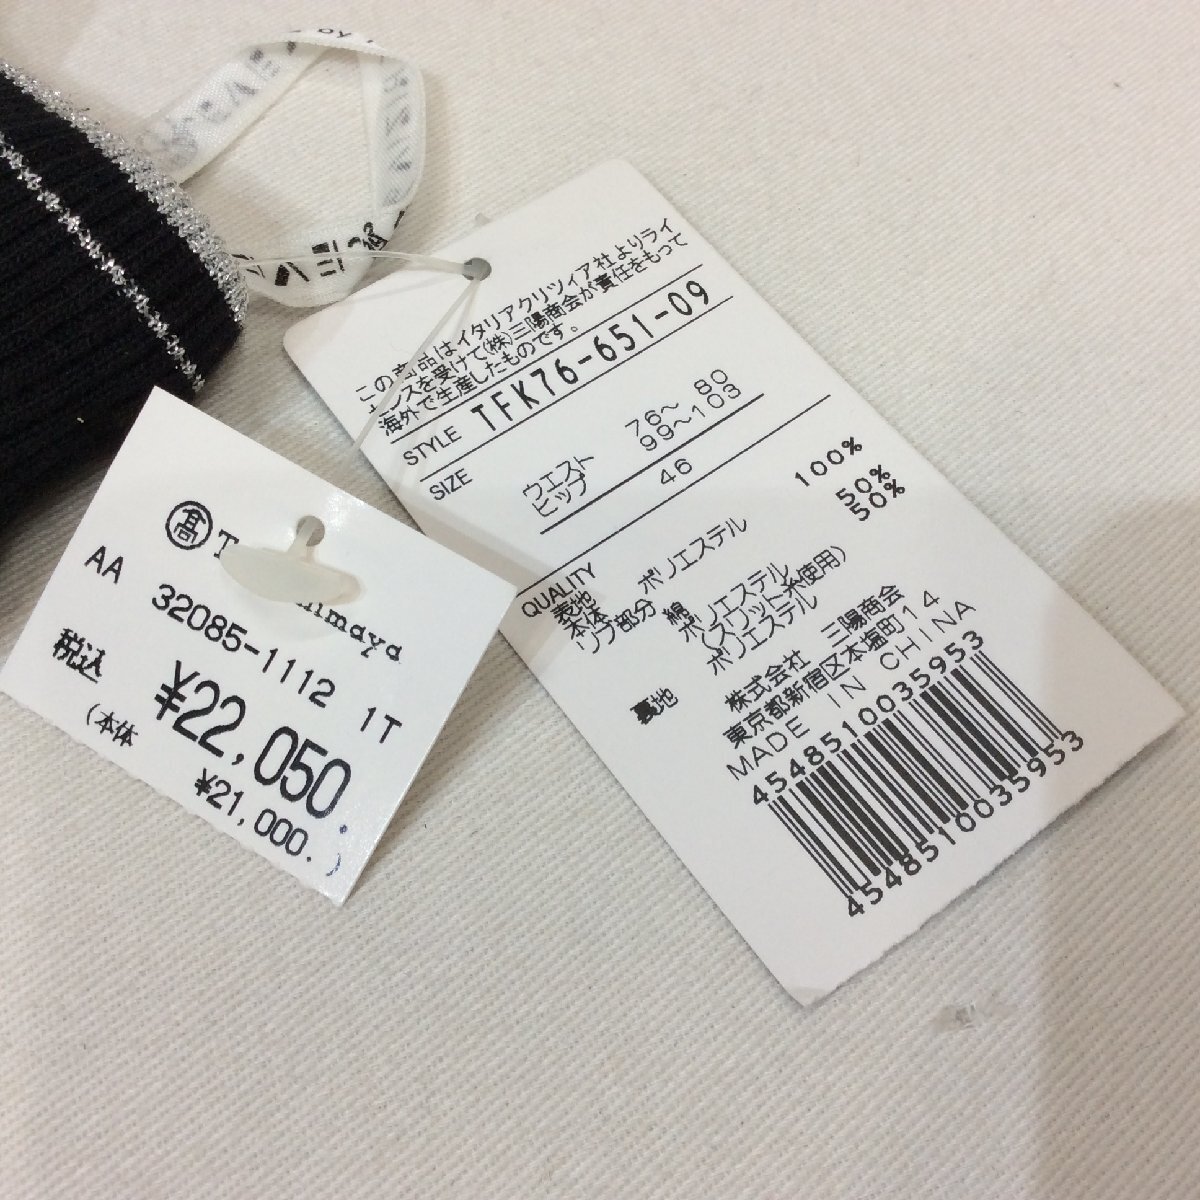 この商品はイタリアクリツィア社よりライ
センスを受けて(株)三陽商会が責任をもって
海外で生産したものです。
STYLE TFK76-651-09
SIZE ウエスト 76〜 80
ヒップ 99〜103
46
QUALITY
表地
本体 ポリエステル 100%
リブ部分 綿 50%
ポリエステル 50%
(スリット糸使用)
裏地 ポリエステル
株式会社 三陽商会
東京都新宿区本塩町14
MADE IN CHINA
4548510035953
4548510035953
髙
AA 32085-1112 1T
税込 ¥22,050.
(本体 ¥21,000.)